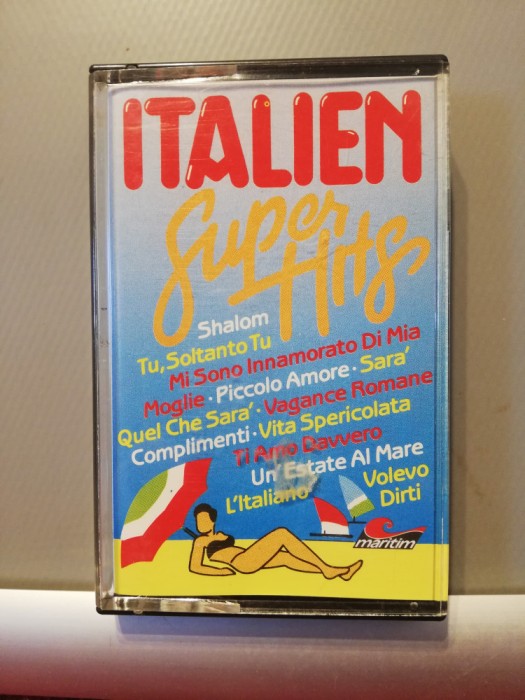 ITALIEN
Super
Hits
Shalom
Tu, Soltanto Tu
Mi Sono Innamorato Di Mia
Moglie · Piccolo Amore · Sara'
Quel Che Sara' · Vagance Romane
Complimenti · Vita Spericolata
Ti Amo Davvero
Un'Estate Al Mare
L'Italiano
Volevo
Dirti
maritim